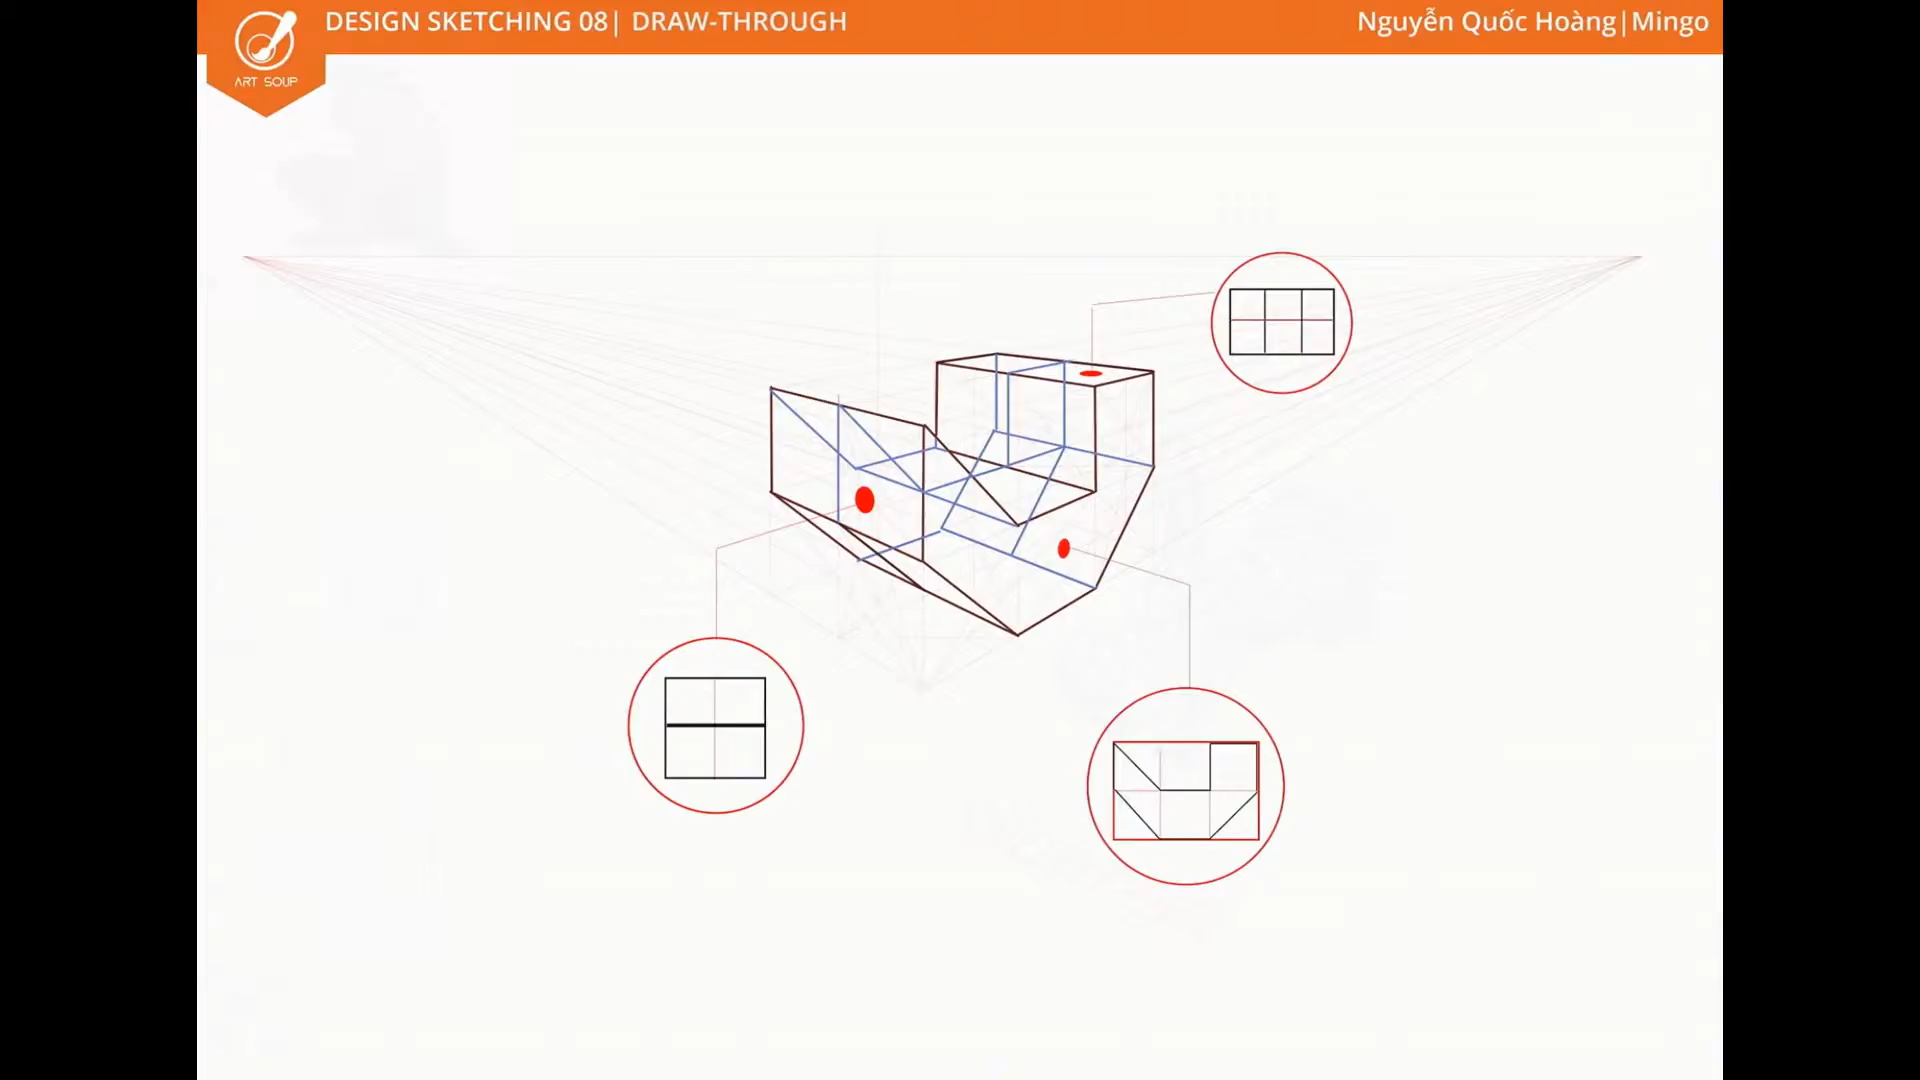 DESIGN SKETCHING 08| DRAW-THROUGH
Nguyễn Quốc Hoàng|Mingo
ART SOUP